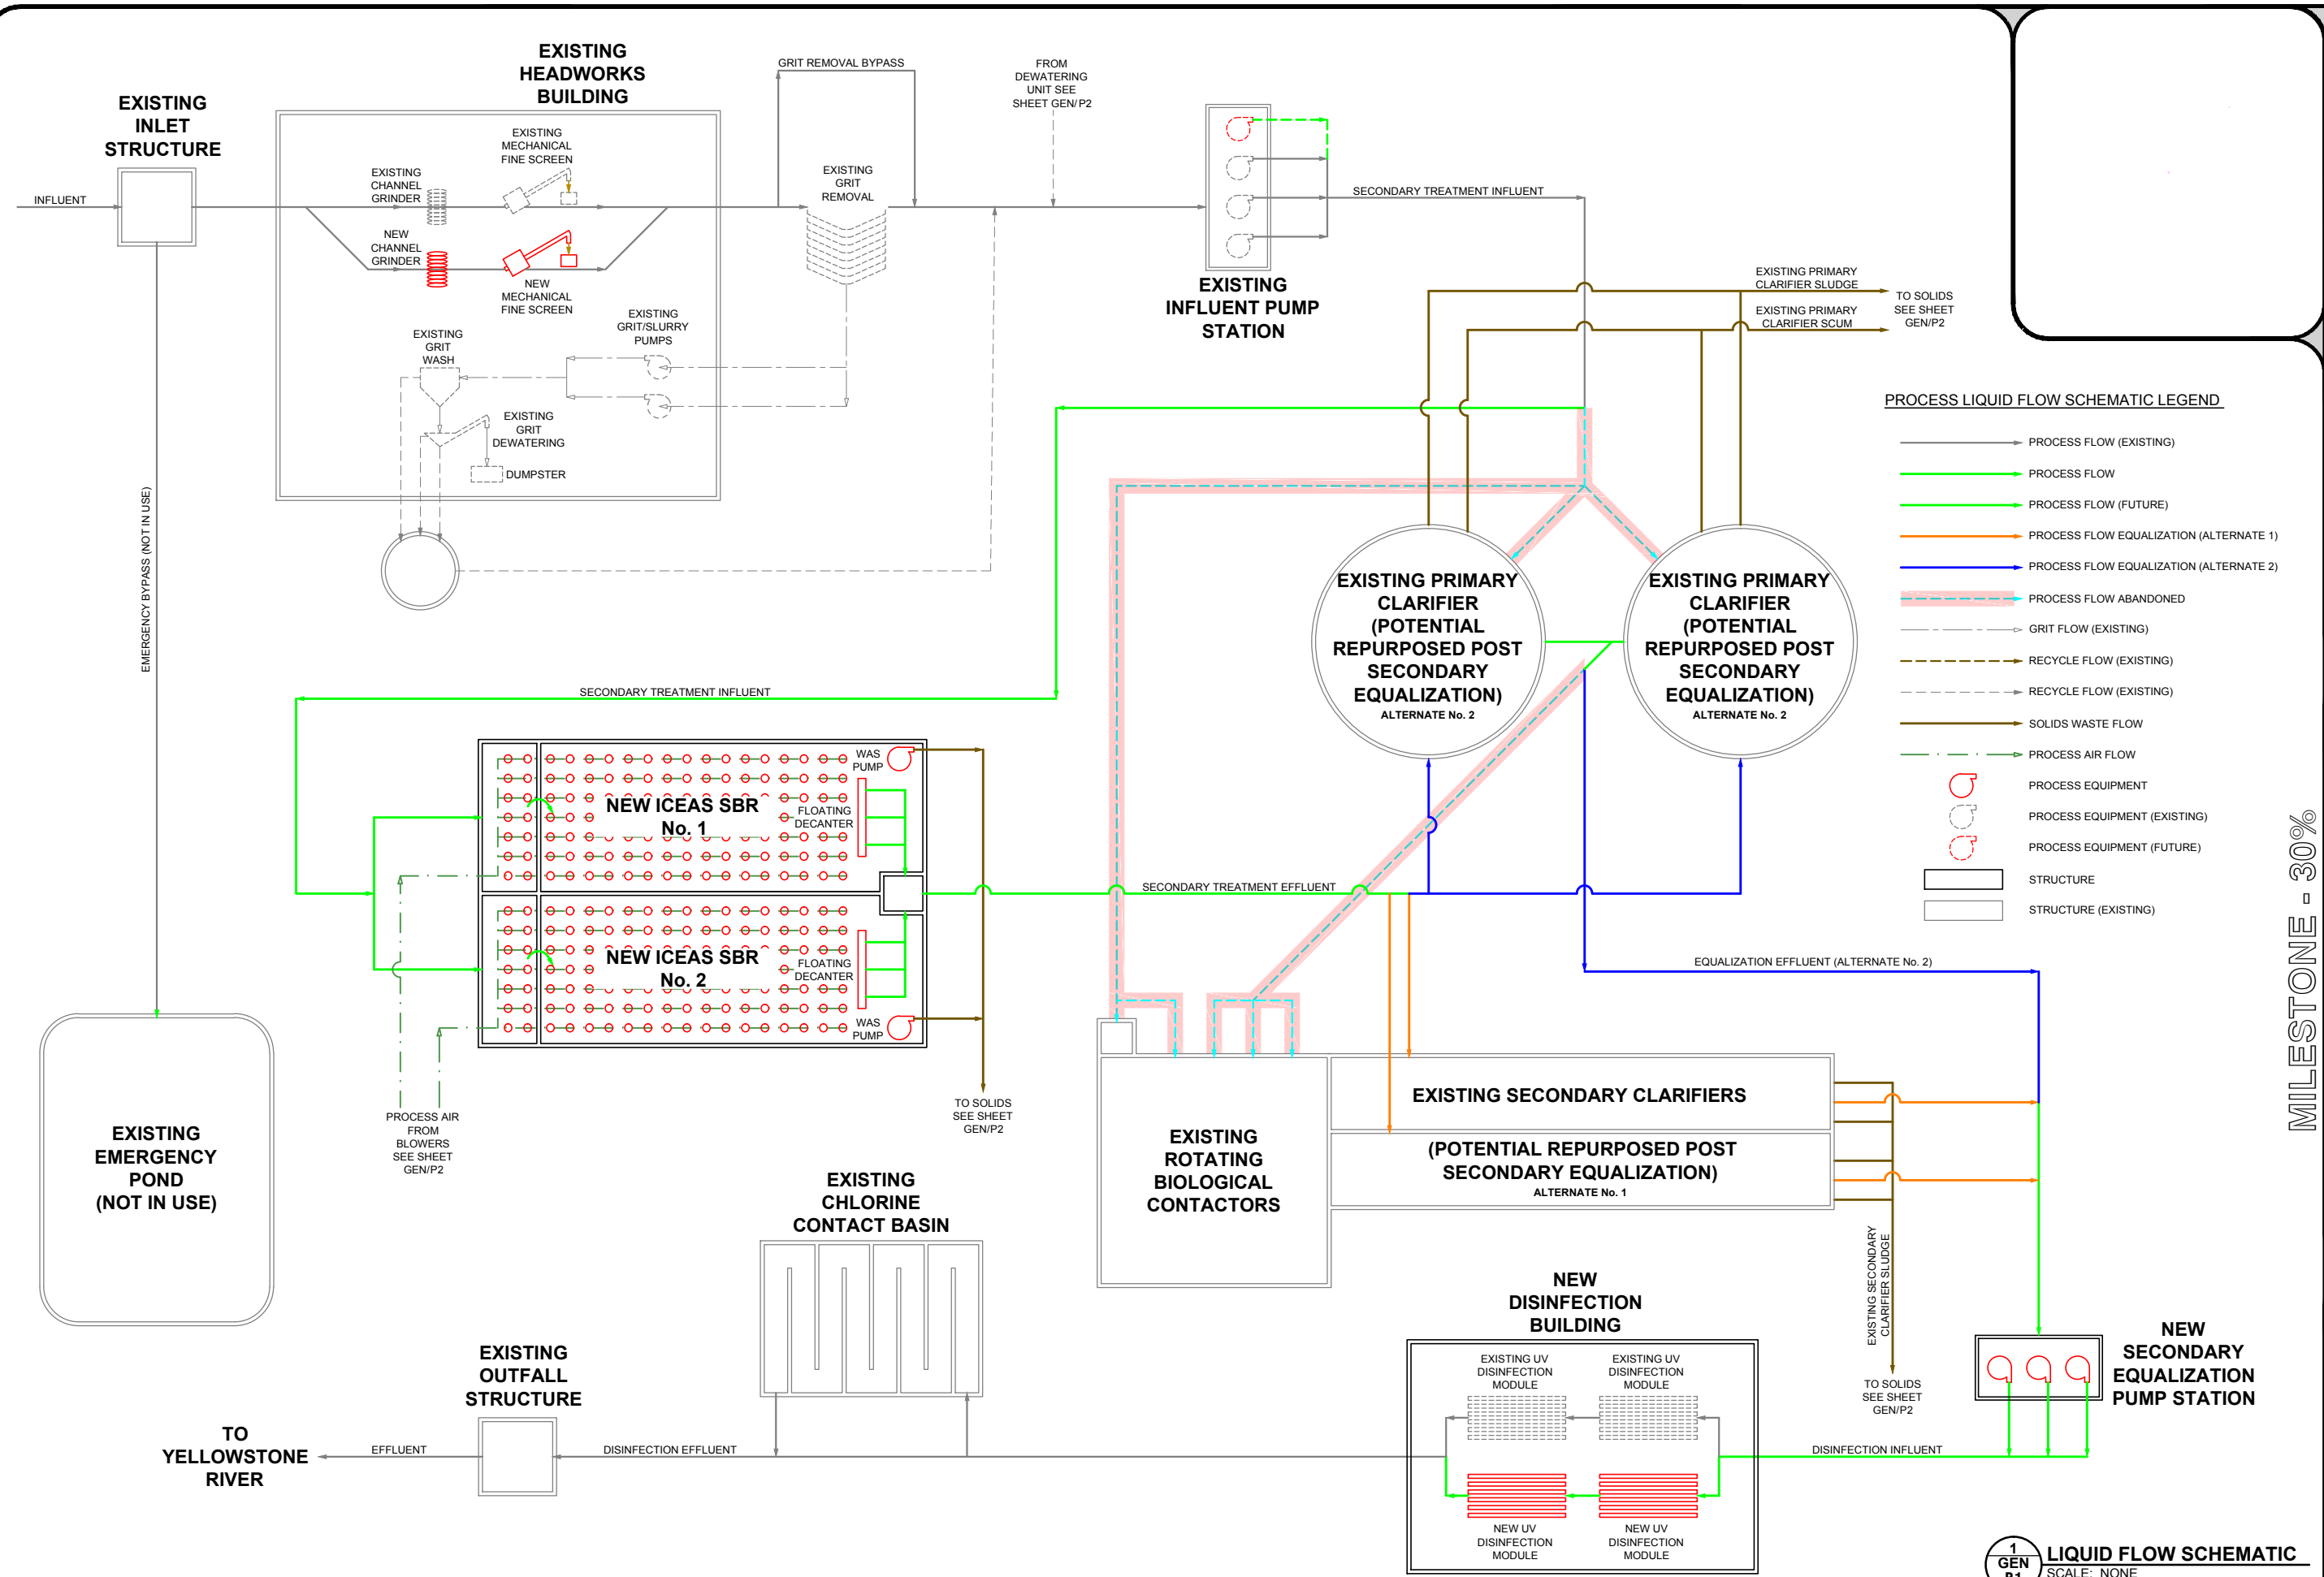 EXISTING
INLET
STRUCTURE
INFLUENT
EMERGENCY BYPASS (NOT IN USE)
EXISTING
HEADWORKS
BUILDING
EXISTING
MECHANICAL
FINE SCREEN
EXISTING
CHANNEL
GRINDER
NEW
CHANNEL
GRINDER
NEW
MECHANICAL
FINE SCREEN
EXISTING
GRIT/SLURRY
PUMPS
EXISTING
GRIT
WASH
EXISTING
GRIT
DEWATERING
DUMPSTER
GRIT REMOVAL BYPASS
EXISTING
GRIT
REMOVAL
FROM
DEWATERING
UNIT SEE
SHEET GEN/P2
EXISTING
INFLUENT PUMP
STATION
SECONDARY TREATMENT INFLUENT
EXISTING PRIMARY
CLARIFIER SLUDGE
EXISTING PRIMARY
CLARIFIER SCUM
TO SOLIDS
SEE SHEET
GEN/P2
PROCESS LIQUID FLOW SCHEMATIC LEGEND
PROCESS FLOW (EXISTING)
PROCESS FLOW
PROCESS FLOW (FUTURE)
PROCESS FLOW EQUALIZATION (ALTERNATE 1)
PROCESS FLOW EQUALIZATION (ALTERNATE 2)
PROCESS FLOW ABANDONED
GRIT FLOW (EXISTING)
RECYCLE FLOW (EXISTING)
RECYCLE FLOW (EXISTING)
SOLIDS WASTE FLOW
PROCESS AIR FLOW
PROCESS EQUIPMENT
PROCESS EQUIPMENT (EXISTING)
PROCESS EQUIPMENT (FUTURE)
STRUCTURE
STRUCTURE (EXISTING)
MILESTONE - 30%
EXISTING PRIMARY
CLARIFIER
(POTENTIAL
REPURPOSED POST
SECONDARY
EQUALIZATION)
ALTERNATE No. 2
EXISTING PRIMARY
CLARIFIER
(POTENTIAL
REPURPOSED POST
SECONDARY
EQUALIZATION)
ALTERNATE No. 2
SECONDARY TREATMENT INFLUENT
WAS
PUMP
NEW ICEAS SBR
No. 1
FLOATING
DECANTER
NEW ICEAS SBR
No. 2
FLOATING
DECANTER
WAS
PUMP
SECONDARY TREATMENT EFFLUENT
EQUALIZATION EFFLUENT (ALTERNATE No. 2)
PROCESS AIR
FROM
BLOWERS
SEE SHEET
GEN/P2
TO SOLIDS
SEE SHEET
GEN/P2
EXISTING
EMERGENCY
POND
(NOT IN USE)
EXISTING
ROTATING
BIOLOGICAL
CONTACTORS
EXISTING SECONDARY CLARIFIERS
(POTENTIAL REPURPOSED POST
SECONDARY EQUALIZATION)
ALTERNATE No. 1
EXISTING SECONDARY
CLARIFIER SLUDGE
TO SOLIDS
SEE SHEET
GEN/P2
EXISTING
CHLORINE
CONTACT BASIN
NEW
DISINFECTION
BUILDING
EXISTING UV
DISINFECTION
MODULE
EXISTING UV
DISINFECTION
MODULE
NEW UV
DISINFECTION
MODULE
NEW UV
DISINFECTION
MODULE
NEW
SECONDARY
EQUALIZATION
PUMP STATION
DISINFECTION INFLUENT
EXISTING
OUTFALL
STRUCTURE
DISINFECTION EFFLUENT
EFFLUENT
TO
YELLOWSTONE
RIVER
1
GEN
P1
LIQUID FLOW SCHEMATIC
SCALE: NONE